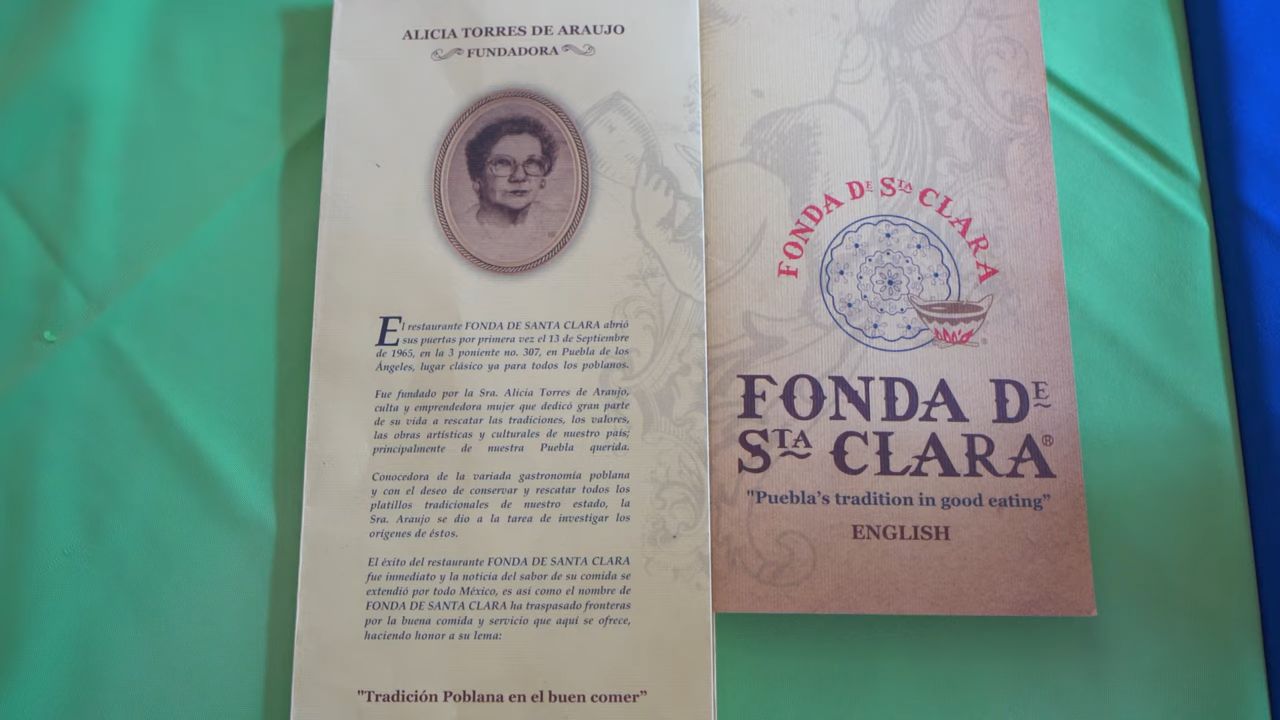 ALICIA TORRES DE ARAUJO
FUNDADORA
El restaurante FONDA DE SANTA CLARA abrió
sus puertas por primera vez el 13 de Septiembre
de 1965, en la 3 poniente no. 307, en Puebla de los
Ángeles, lugar clásico ya para todos los poblanos.
Fue fundado por la Sra. Alicia Torres de Araujo,
culta y emprendedora mujer que dedicó gran parte
de su vida a rescatar las tradiciones, los valores,
las obras artísticas y culturales de nuestro país;
principalmente de nuestra Puebla querida.
Conocedora de la variada gastronomía poblana
y con el deseo de conservar y rescatar todos los
platillos tradicionales de nuestro estado, la
Sra. Araujo se dio a la tarea de investigar los
orígenes de éstos.
El éxito del restaurante FONDA DE SANTA CLARA
fue inmediato y la noticia del sabor de su comida se
extendió por todo México, es así como el nombre de
FONDA DE SANTA CLARA ha traspasado fronteras
por la buena comida y servicio que aquí se ofrece,
haciendo honor a su lema:
"Tradición Poblana en el buen comer"
FONDA DE STA CLARA
®
FONDA DE
STA CLARA®
"Puebla's tradition in good eating"
ENGLISH